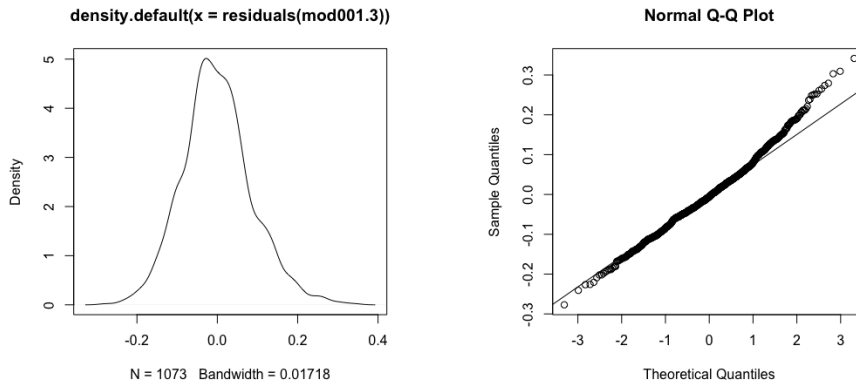 density.default(x = residuals(mod001.3))
Density
5
4
3
2
1
0
-0.2 0.0 0.2 0.4
N = 1073 Bandwidth = 0.01718
Normal Q-Q Plot
Sample Quantiles
0.3
0.2
0.1
0.0
-0.1
-0.2
-0.3
-3 -2 -1 0 1 2 3
Theoretical Quantiles